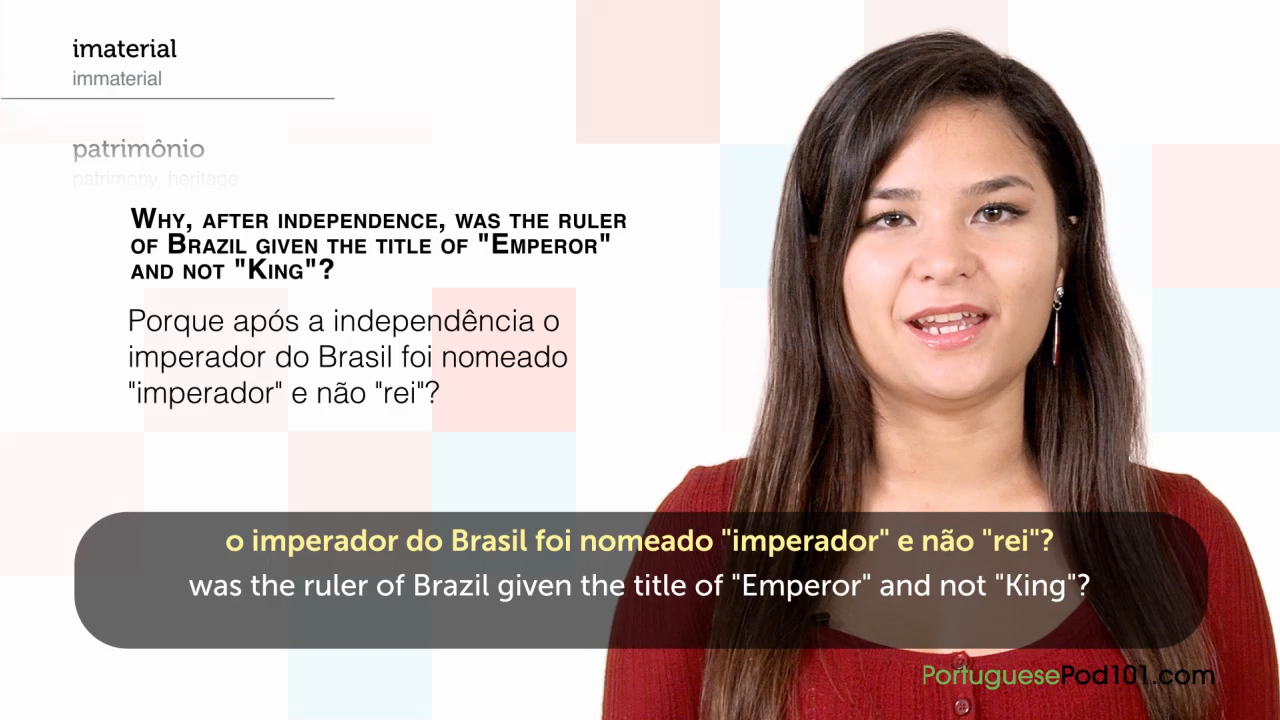 imaterial
immaterial
patrimônio
patrimony, heritage
WHY, AFTER INDEPENDENCE, WAS THE RULER
OF BRAZIL GIVEN THE TITLE OF "EMPEROR"
AND NOT "KING"?
Porque após a independência o
imperador do Brasil foi nomeado
"imperador" e não "rei"?
o imperador do Brasil foi nomeado "imperador" e não "rei"?
was the ruler of Brazil given the title of "Emperor" and not "King"?
PortuguesePod101.com